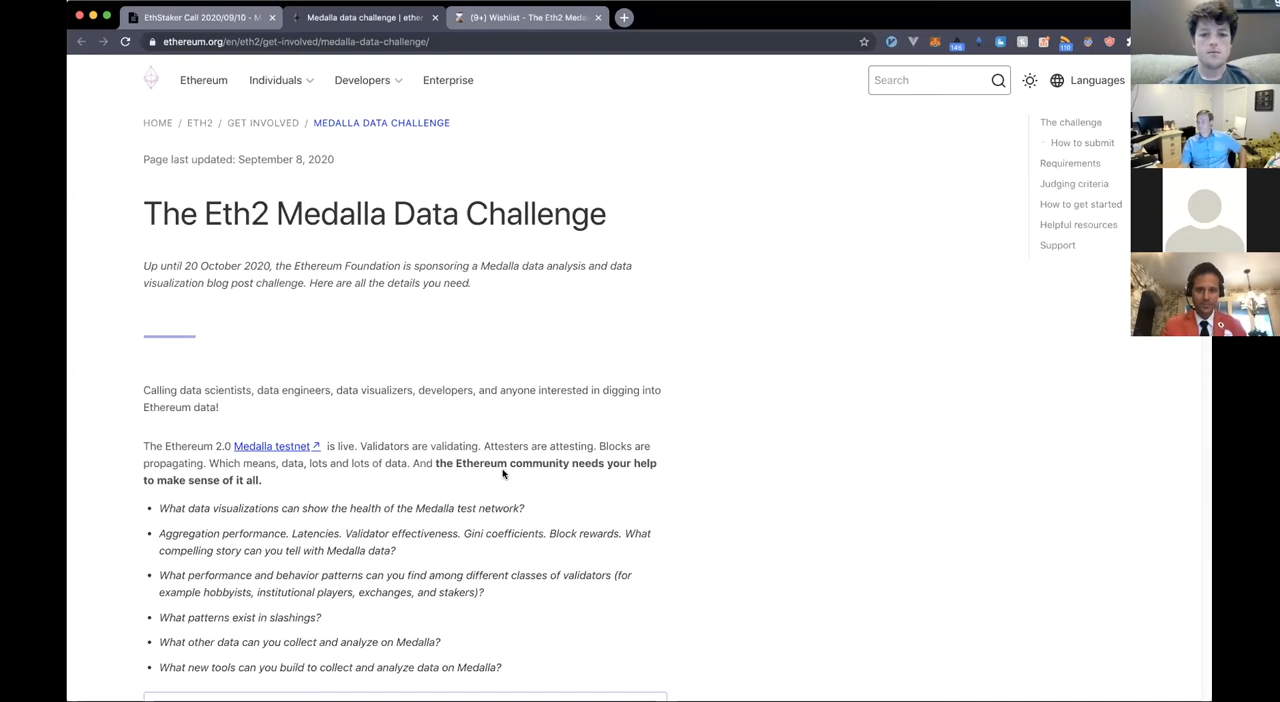 EthStaker Call 2020/09/10 - M
Medalla data challenge | ether
(9+) Wishlist - The Eth2 Meda
ethereum.org/en/eth2/get-involved/medalla-data-challenge/
146
110
Ethereum
Individuals
Developers
Enterprise
Search
Languages
HOME / ETH2 / GET INVOLVED / MEDALLA DATA CHALLENGE
Page last updated: September 8, 2020
The Eth2 Medalla Data Challenge
Up until 20 October 2020, the Ethereum Foundation is sponsoring a Medalla data analysis and data
visualization blog post challenge. Here are all the details you need.
Calling data scientists, data engineers, data visualizers, developers, and anyone interested in digging into
Ethereum data!
The Ethereum 2.0 Medalla testnet ↗ is live. Validators are validating. Attesters are attesting. Blocks are
propagating. Which means, data, lots and lots of data. And the Ethereum community needs your help
to make sense of it all.
• What data visualizations can show the health of the Medalla test network?
• Aggregation performance. Latencies. Validator effectiveness. Gini coefficients. Block rewards. What
compelling story can you tell with Medalla data?
• What performance and behavior patterns can you find among different classes of validators (for
example hobbyists, institutional players, exchanges, and stakers)?
• What patterns exist in slashings?
• What other data can you collect and analyze on Medalla?
• What new tools can you build to collect and analyze data on Medalla?
The challenge
How to submit
Requirements
Judging criteria
How to get started
Helpful resources
Support